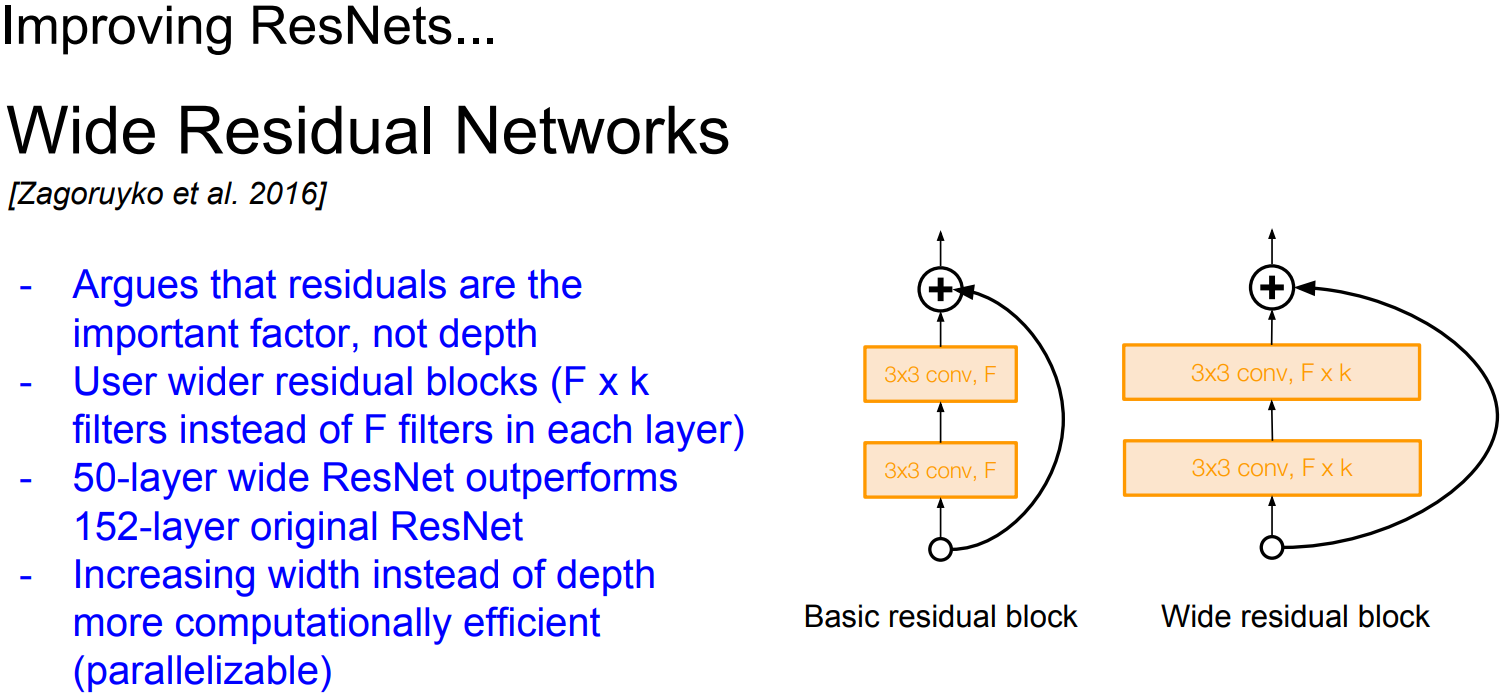 Improving ResNets...
Wide Residual Networks
[Zagoruyko et al. 2016]
- Argues that residuals are the
important factor, not depth
- User wider residual blocks (F x k
filters instead of F filters in each layer)
- 50-layer wide ResNet outperforms
152-layer original ResNet
- Increasing width instead of depth
more computationally efficient
(parallelizable)
+
3x3 conv, F
3x3 conv, F
Basic residual block
+
3x3 conv, F x k
3x3 conv, F x k
Wide residual block